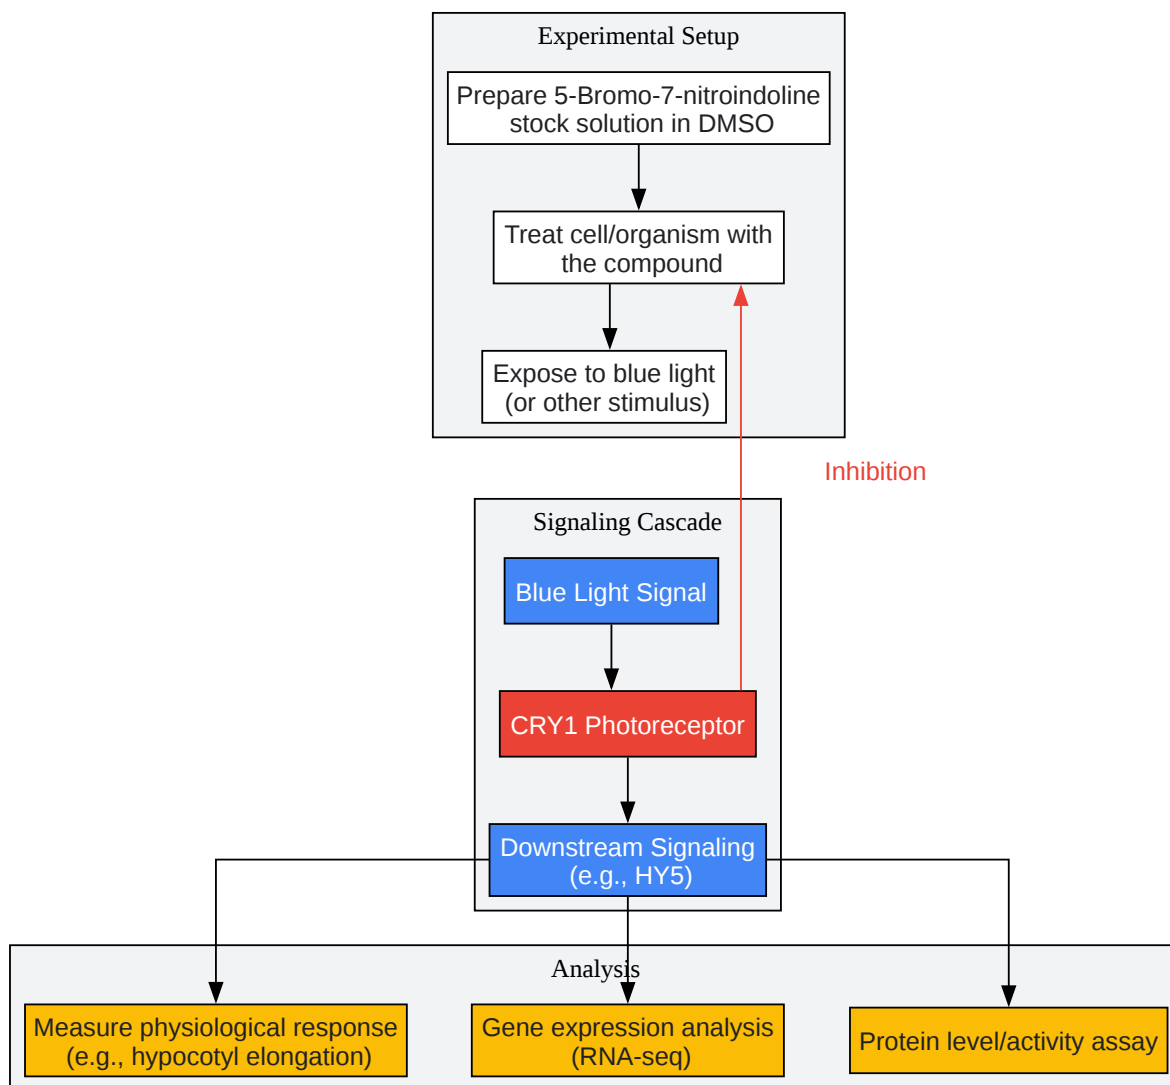 Experimental Setup
Prepare 5-Bromo-7-nitroindoline
stock solution in DMSO
Treat cell/organism with
the compound
Expose to blue light
(or other stimulus)
Inhibition
Signaling Cascade
Blue Light Signal
CRY1 Photoreceptor
Downstream Signaling
(e.g., HY5)
Analysis
Measure physiological response
(e.g., hypocotyl elongation)
Gene expression analysis
(RNA-seq)
Protein level/activity assay